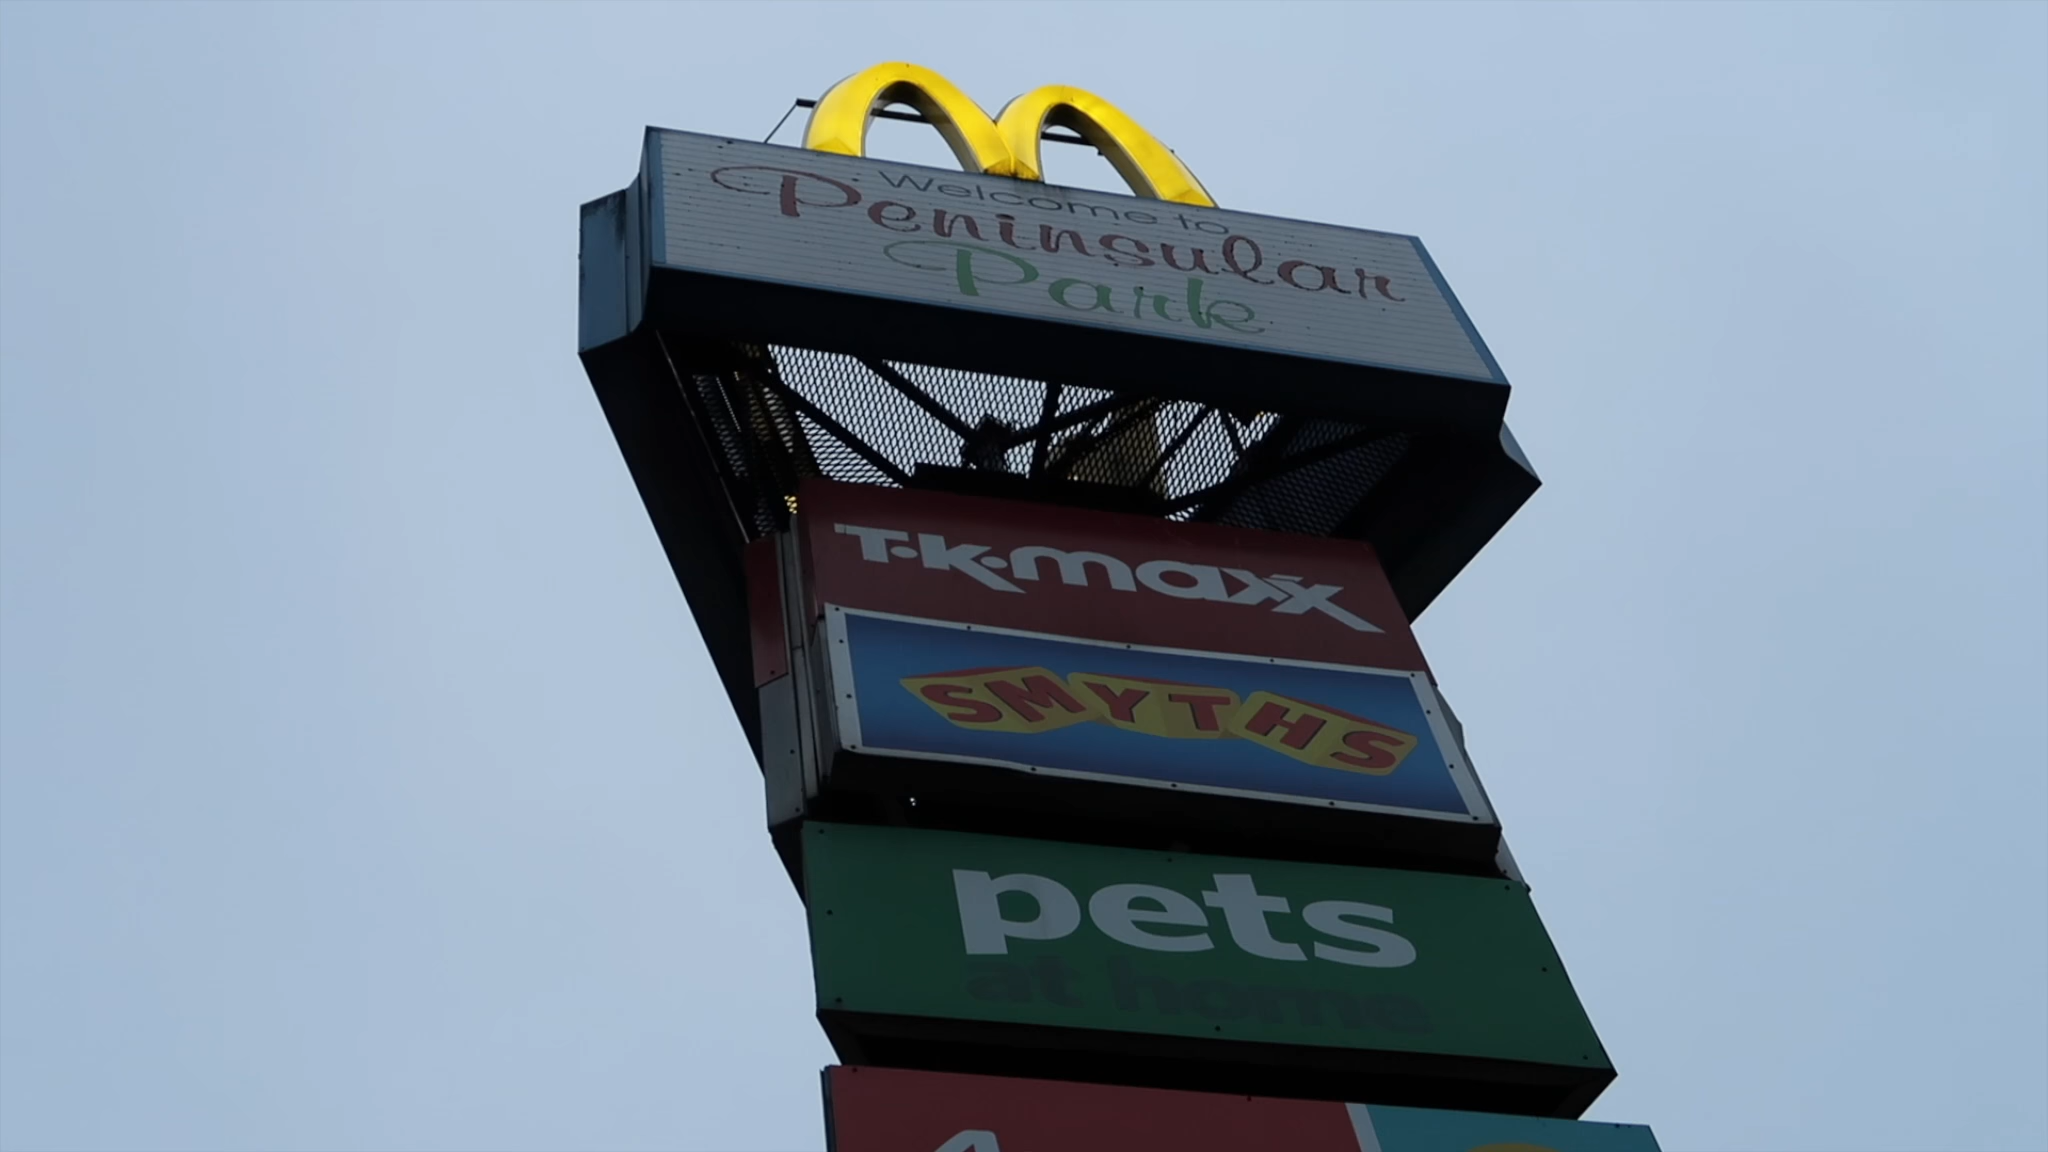 Welcome to
Peninsular
Park
T·K·maxx
SMYTHS
pets
at home